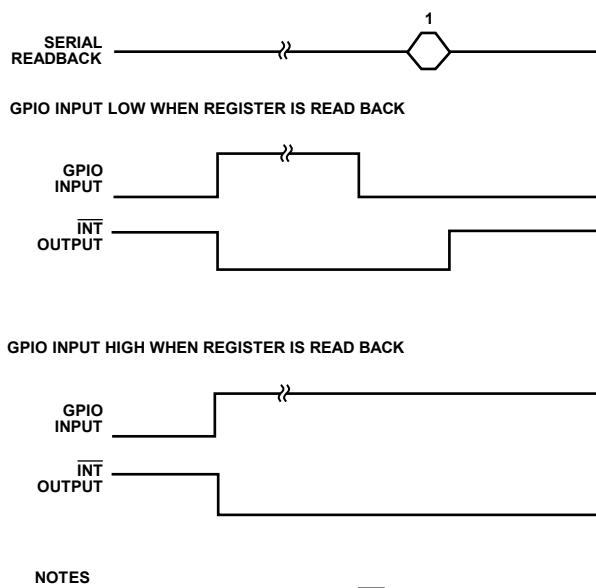 1
SERIAL
READBACK
GPIO INPUT LOW WHEN REGISTER IS READ BACK
GPIO
INPUT
INT
OUTPUT
GPIO INPUT HIGH WHEN REGISTER IS READ BACK
GPIO
INPUT
INT
OUTPUT
NOTES